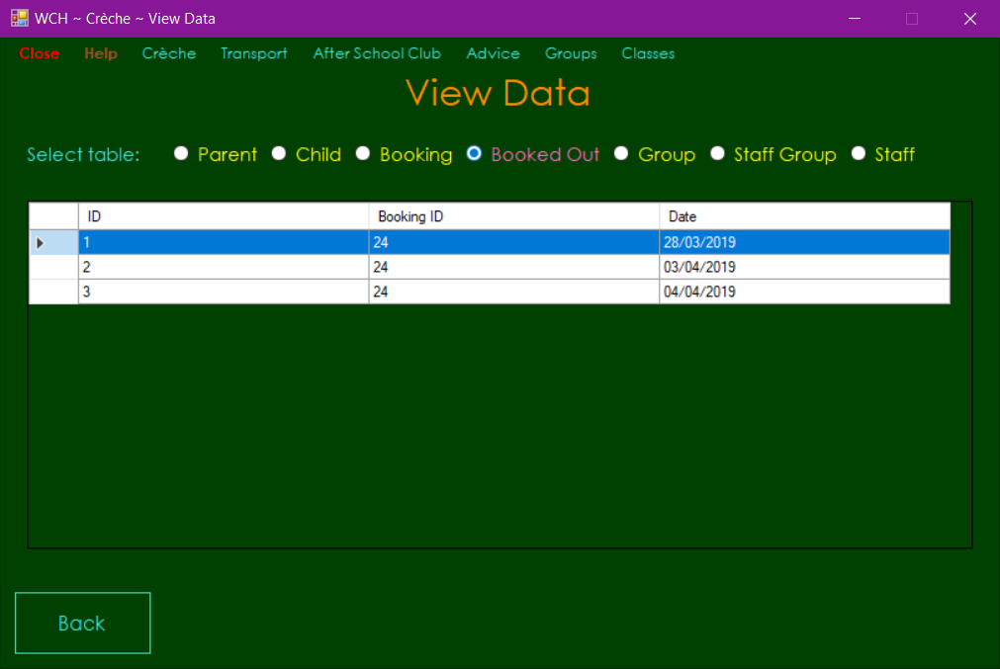 WCH ~ Crèche ~ View Data
Close Help Crèche Transport After School Club Advice Groups Classes
View Data
Select table: Parent Child Booking Booked Out Group Staff Group Staff
ID Booking ID Date
1 24 28/03/2019
2 24 03/04/2019
3 24 04/04/2019
Back